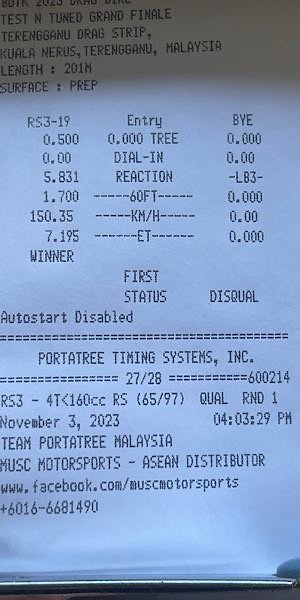 BOTK 2023 DRAG BIKE
TEST N TUNED GRAND FINALE
TERENGGANU DRAG STRIP,
KUALA NERUS,TERENGGANU, MALAYSIA
LENGTH : 201M
SURFACE : PREP
RS3-19 Entry BYE
0.500 0.000 TREE 0.000
0.00 DIAL-IN 0.00
5.831 REACTION -LB3-
1.700 -----60FT----- 0.000
150.35 -----KM/H----- 0.00
7.195 ------ET------ 0.000
WINNER
FIRST
STATUS DISQUAL
Autostart Disabled
========================================
PORTATREE TIMING SYSTEMS, INC.
================ 27/28 ===========600214
RS3 - 4T<160cc RS (65/97) QUAL RND 1
November 3, 2023 04:03:29 PM
TEAM PORTATREE MALAYSIA
MUSC MOTORSPORTS - ASEAN DISTRIBUTOR
www.facebook.com/muscmotorsports
+6016-6681490